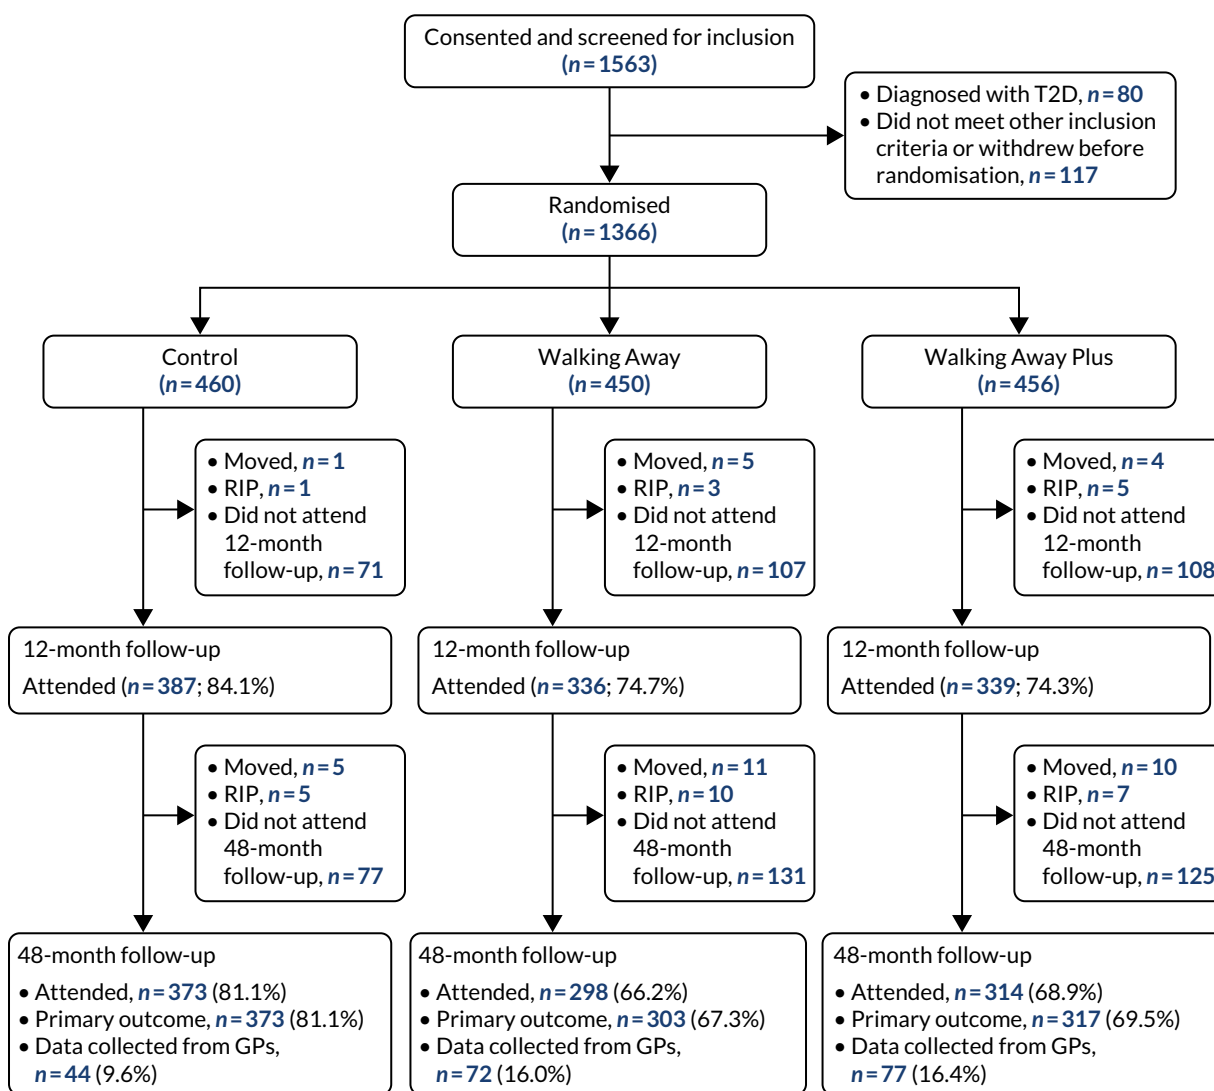 Consented and screened for inclusion
(n=1563)
• Diagnosed with T2D, n=80
• Did not meet other inclusion
criteria or withdrew before
randomisation, n=117
Randomised
(n=1366)
Control
(n=460)
Walking Away
(n=450)
Walking Away Plus
(n=456)
• Moved, n=1
• RIP, n=1
• Did not attend
12-month
follow-up, n=71
• Moved, n=5
• RIP, n=3
• Did not attend
12-month
follow-up, n=107
• Moved, n=4
• RIP, n=5
• Did not attend
12-month
follow-up, n=108
12-month follow-up
Attended (n=387; 84.1%)
12-month follow-up
Attended (n=336; 74.7%)
12-month follow-up
Attended (n=339; 74.3%)
• Moved, n=5
• RIP, n=5
• Did not attend
48-month
follow-up, n=77
• Moved, n=11
• RIP, n=10
• Did not attend
48-month
follow-up, n=131
• Moved, n=10
• RIP, n=7
• Did not attend
48-month
follow-up, n=125
48-month follow-up
• Attended, n=373 (81.1%)
• Primary outcome, n=373 (81.1%)
• Data collected from GPs,
n=44 (9.6%)
48-month follow-up
• Attended, n=298 (66.2%)
• Primary outcome, n=303 (67.3%)
• Data collected from GPs,
n=72 (16.0%)
48-month follow-up
• Attended, n=314 (68.9%)
• Primary outcome, n=317 (69.5%)
• Data collected from GPs,
n=77 (16.4%)